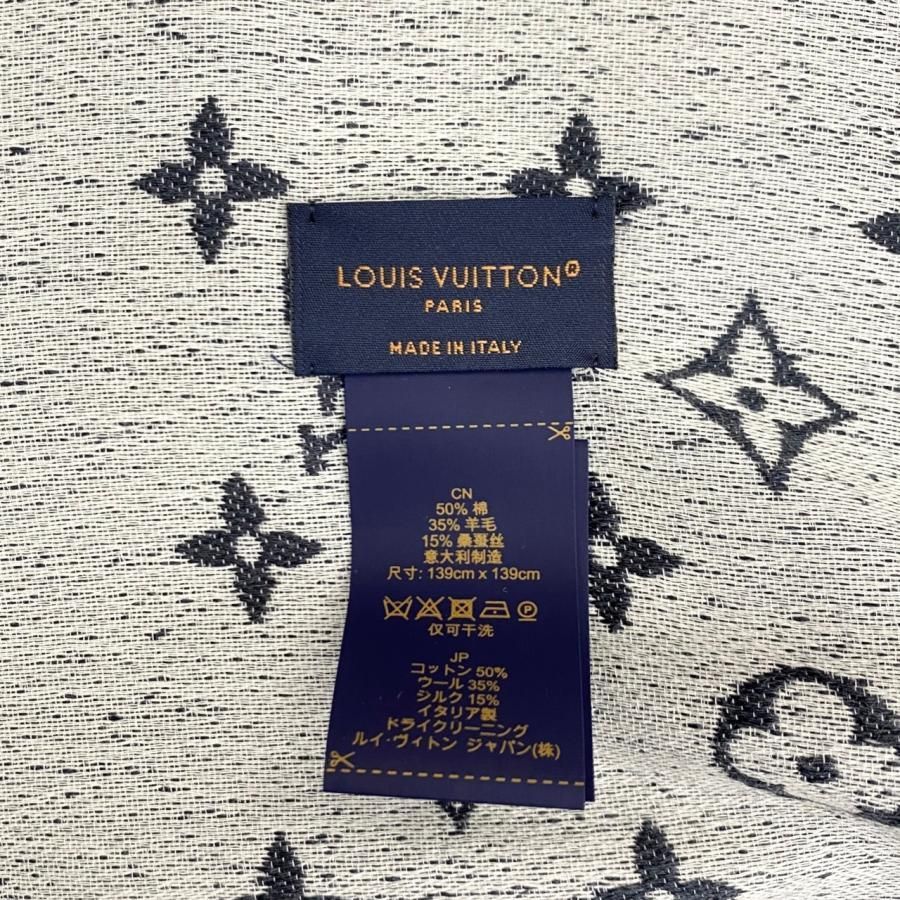 LOUIS VUITTON®
PARIS
MADE IN ITALY
CN
50% 棉
35% 羊毛
15% 桑蚕丝
意大利制造
尺寸: 139cm x 139cm
仅可干洗
JP
コットン 50%
ウール 35%
シルク 15%
イタリア製
ドライクリーニング
ルイ·ヴィトン ジャパン(株)